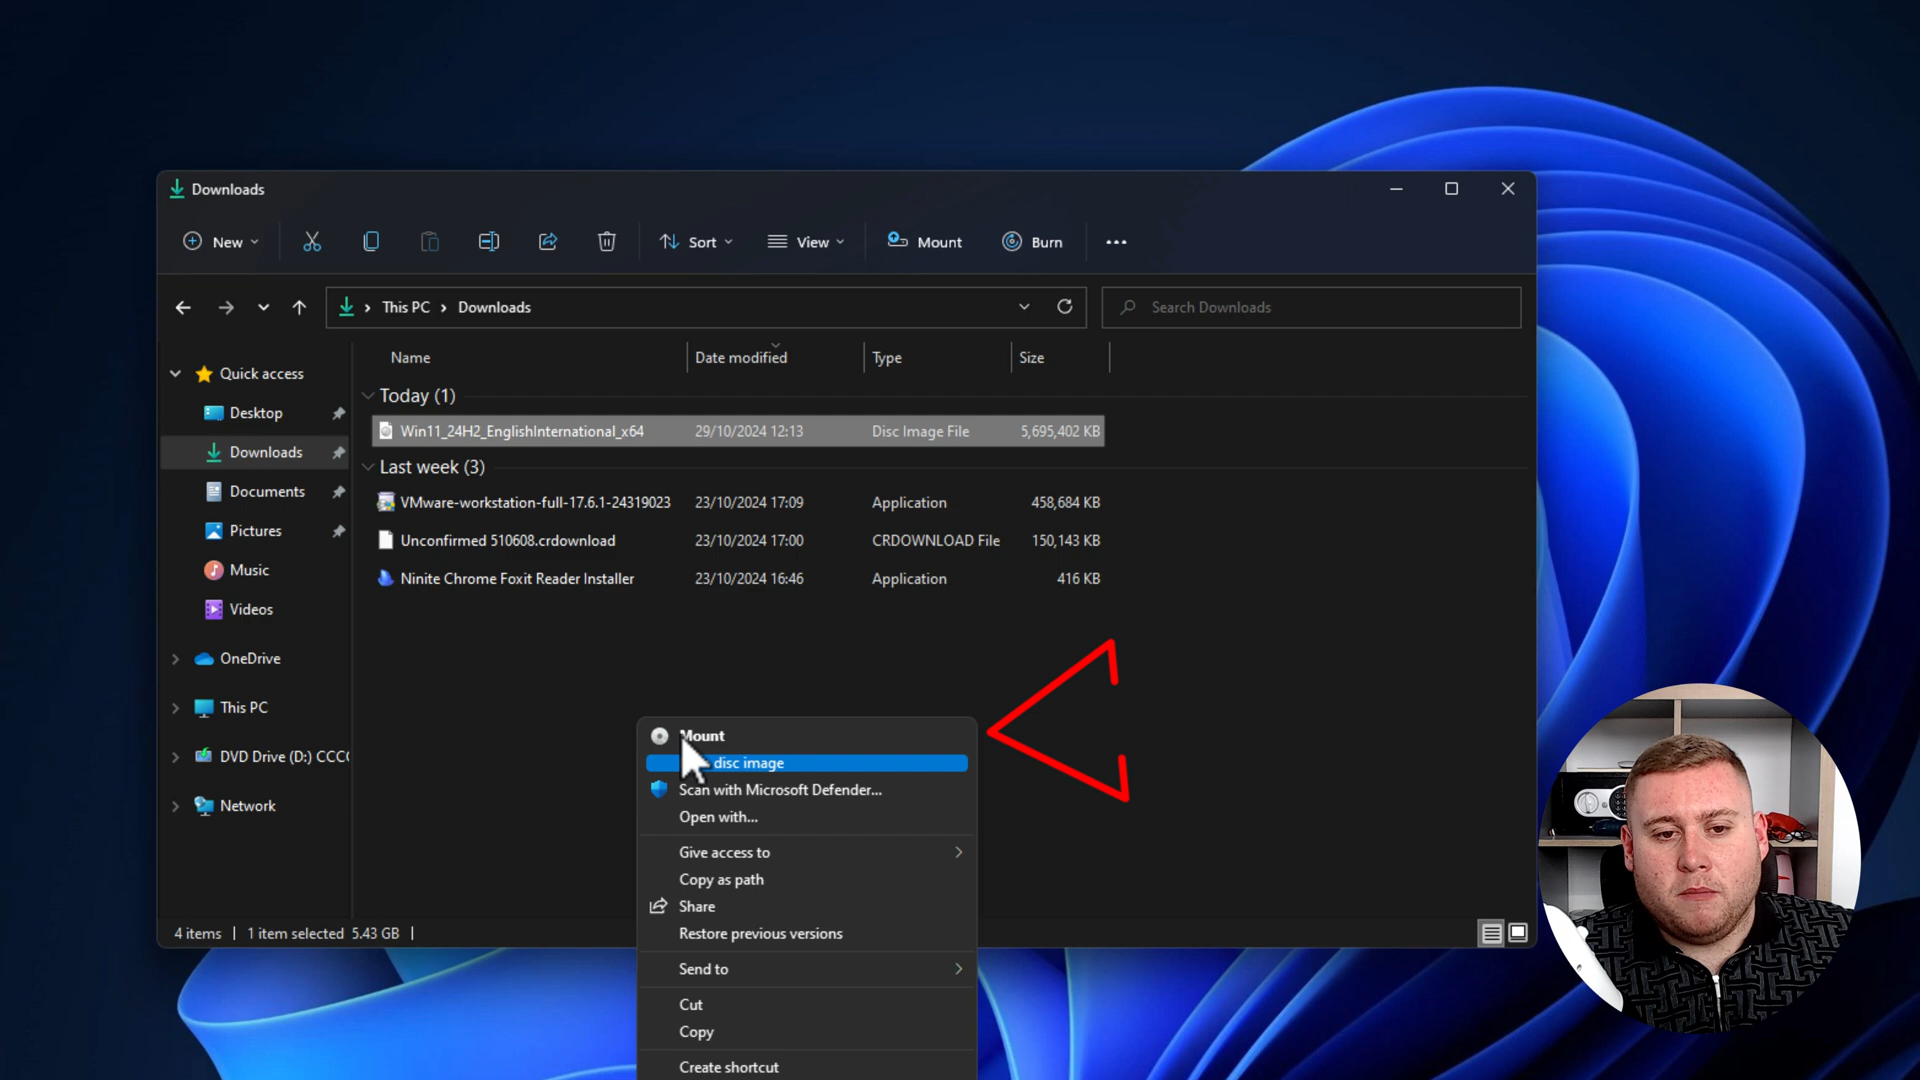 Downloads
New
Sort
View
Mount
Burn
This PC
Downloads
Search Downloads
Name
Date modified
Type
Size
Quick access
Desktop
Downloads
Documents
Pictures
Music
Videos
OneDrive
This PC
DVD Drive (D:) CCC
Network
Today (1)
Win11_24H2_EnglishInternational_x64 29/10/2024 12:13 Disc Image File 5,695,402 KB
Last week (3)
VMware-workstation-full-17.6.1-24319023 23/10/2024 17:09 Application 458,684 KB
Unconfirmed 510608.crdownload 23/10/2024 17:00 CRDOWNLOAD File 150,143 KB
Ninite Chrome Foxit Reader Installer 23/10/2024 16:46 Application 416 KB
Mount
disc image
Scan with Microsoft Defender...
Open with...
Give access to
Copy as path
Share
Restore previous versions
Send to
Cut
Copy
Create shortcut
4 items
1 item selected 5.43 GB